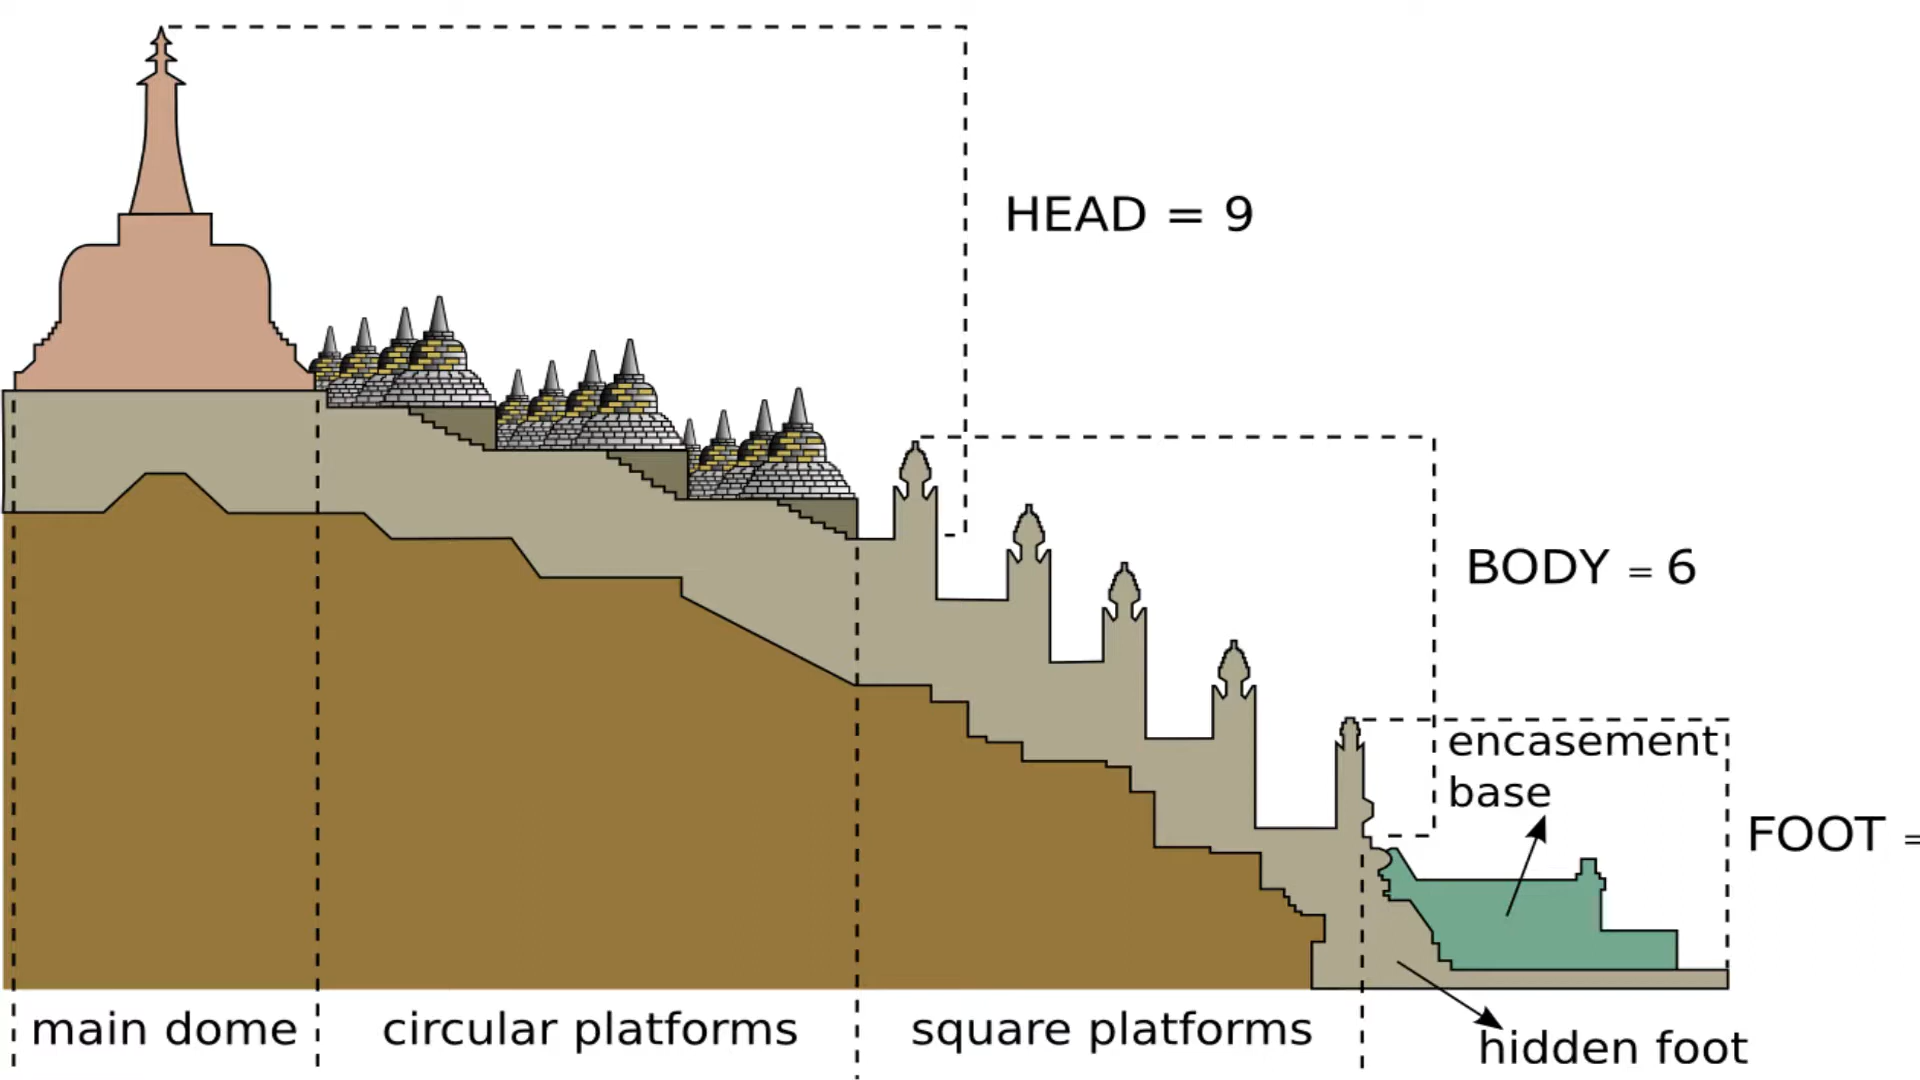 HEAD = 9
BODY = 6
encasement
base
FOOT =
main dome
circular platforms
square platforms
hidden foot